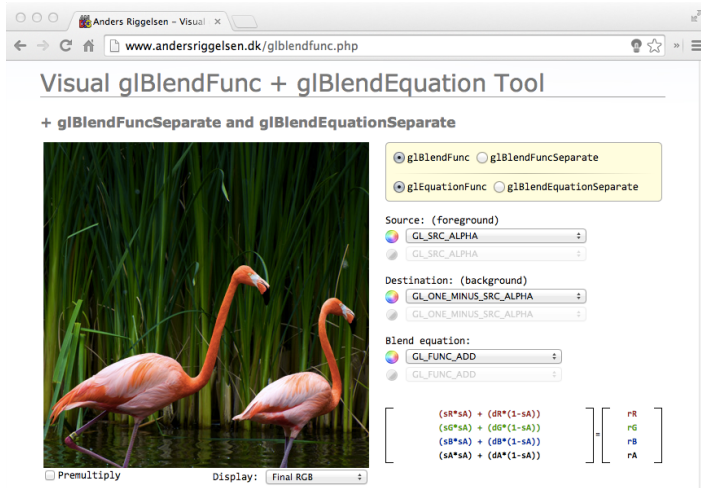 Anders Riggelsen - Visual
www.andersriggelsen.dk/glblendfunc.php
Visual glBlendFunc + glBlendEquation Tool
+ glBlendFuncSeparate and glBlendEquationSeparate
glBlendFunc glBlendFuncSeparate
glEquationFunc glBlendEquationSeparate
Source: (foreground)
GL_SRC_ALPHA
GL_SRC_ALPHA
Destination: (background)
GL_ONE_MINUS_SRC_ALPHA
GL_ONE_MINUS_SRC_ALPHA
Blend equation:
GL_FUNC_ADD
GL_FUNC_ADD
(sR*sA) + (dR*(1-sA)) = rR
(sG*sA) + (dG*(1-sA)) rG
(sB*sA) + (dB*(1-sA)) rB
(sA*sA) + (dA*(1-sA)) rA
Premultiply Display: Final RGB